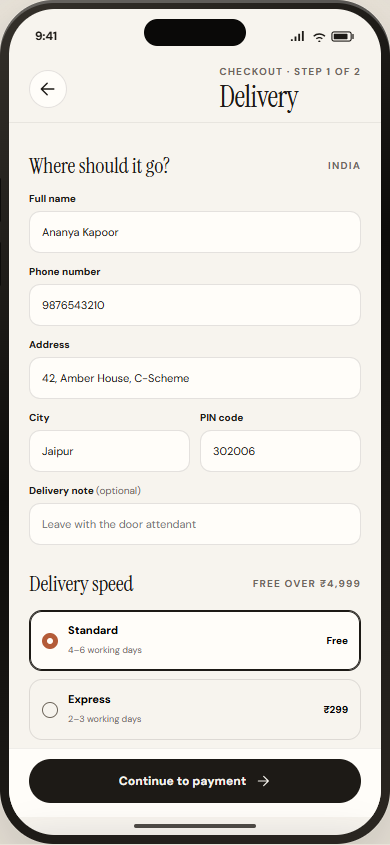 9:41
CHECKOUT · STEP 1 OF 2
Delivery
Where should it go?
INDIA
Full name
Ananya Kapoor
Phone number
9876543210
Address
42, Amber House, C-Scheme
City
PIN code
Jaipur
302006
Delivery note (optional)
Leave with the door attendant
Delivery speed
FREE OVER ₹4,999
Standard
4–6 working days
Free
Express
2–3 working days
₹299
Continue to payment